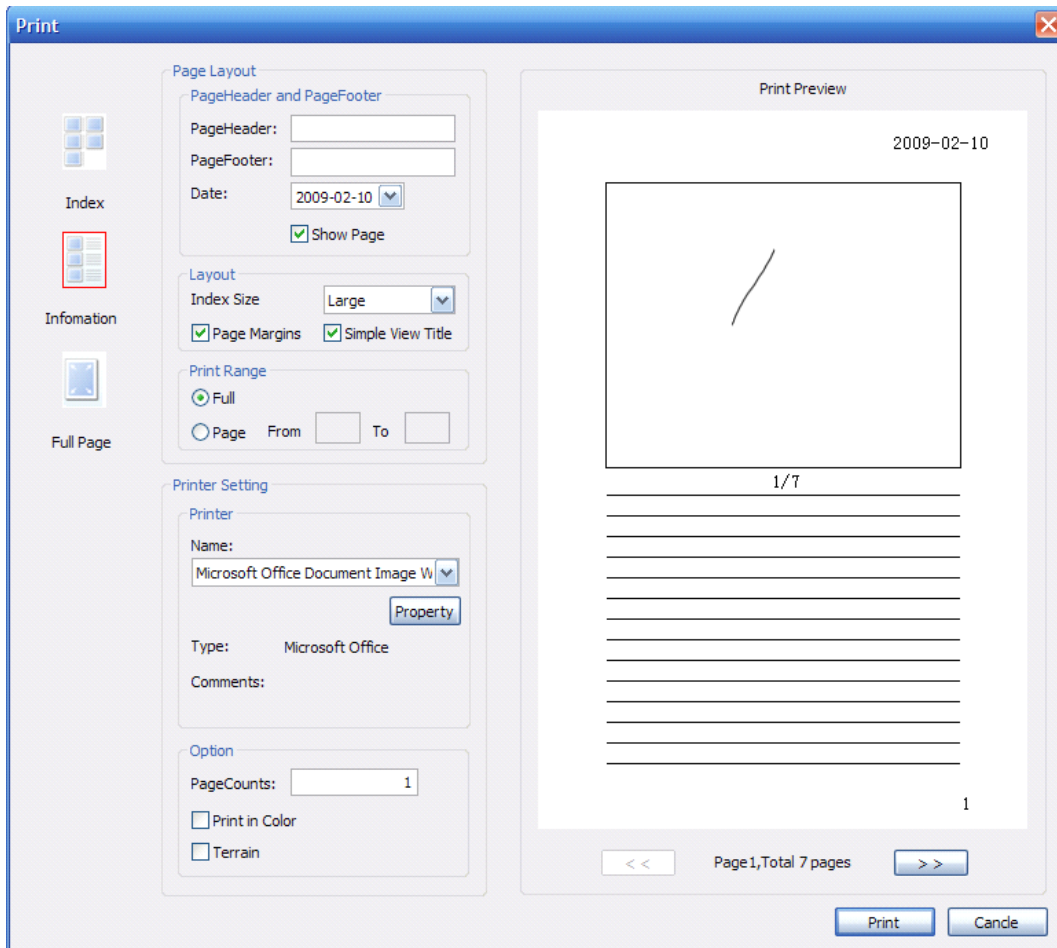 Print
Index
Infomation
Full Page
Page Layout
PageHeader and PageFooter
PageHeader:
PageFooter:
Date: 2009-02-10
Show Page
Layout
Index Size Large
Page Margins Simple View Title
Print Range
Full
Page From To
Printer Setting
Printer
Name:
Microsoft Office Document Image W
Property
Type: Microsoft Office
Comments:
Option
PageCounts: 1
Print in Color
Terrain
Print Preview
2009-02-10
1/7
1
<< Page1,Total 7 pages >>
Print Cancle